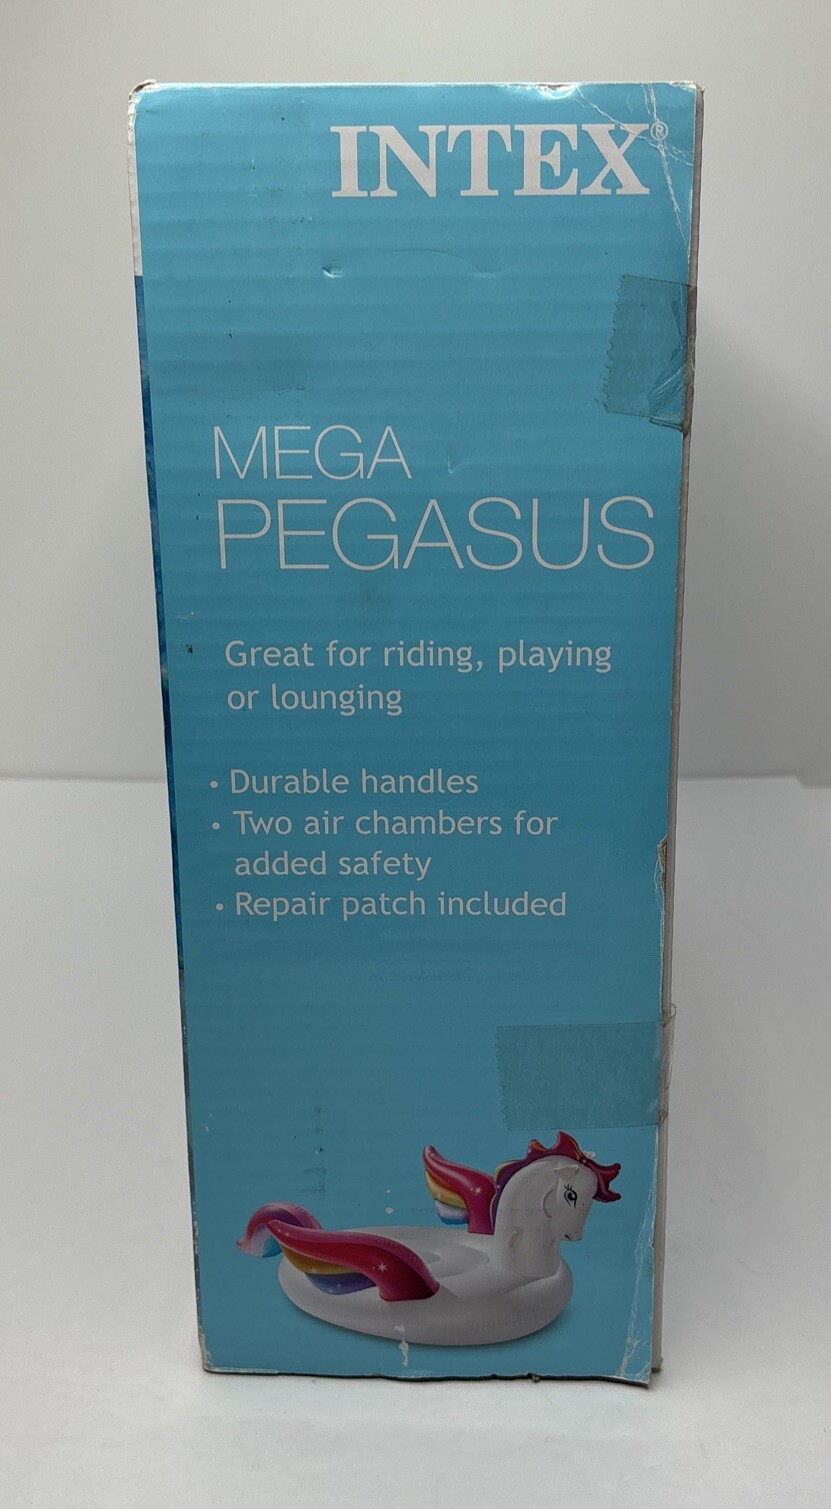 INTEX®
MEGA
PEGASUS
Great for riding, playing
or lounging
• Durable handles
• Two air chambers for
added safety
• Repair patch included